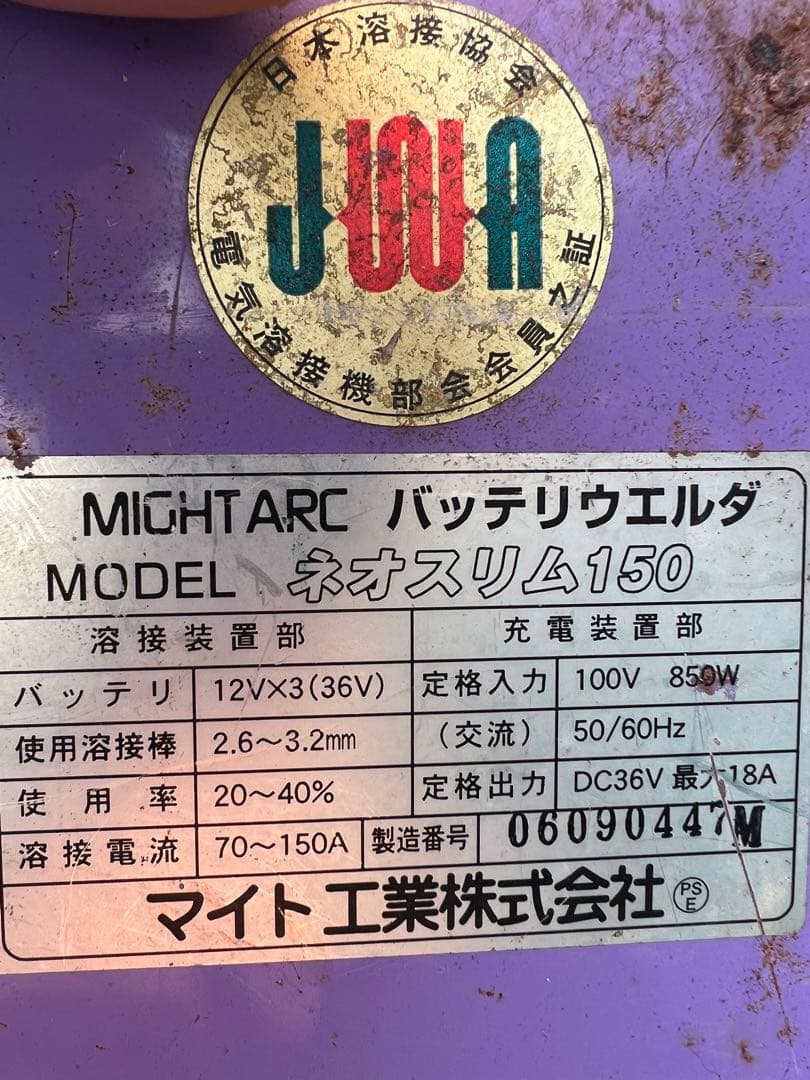 日本溶接協会
JWA
電気溶接機部会会員之証
MIGHT ARC バッテリウエルダ
MODEL ネオスリム150
溶接装置部 充電装置部
バッテリ 12V×3(36V) 定格入力 100V 850W
使用溶接棒 2.6～3.2mm (交流) 50/60Hz
使用率 20～40% 定格出力 DC36V 最大18A
溶接電流 70～150A 製造番号 06090447M
マイト工業株式会社 PSE